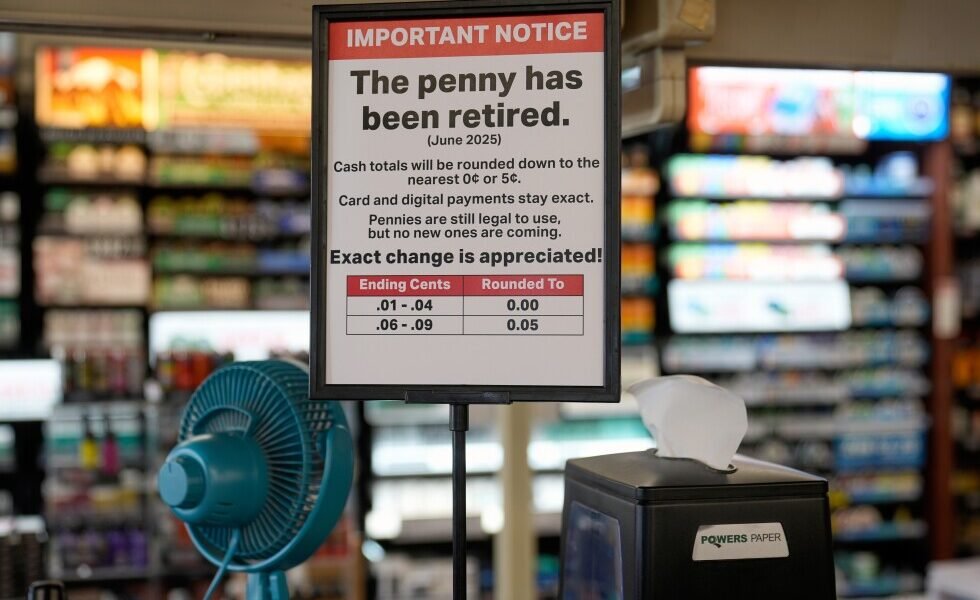 IMPORTANT NOTICE
The penny has
been retired.
(June 2025)
Cash totals will be rounded down to the
nearest 0¢ or 5¢.
Card and digital payments stay exact.
Pennies are still legal to use,
but no new ones are coming.
Exact change is appreciated!
Ending Cents Rounded To
.01 - .04 0.00
.06 - .09 0.05
POWERS PAPER